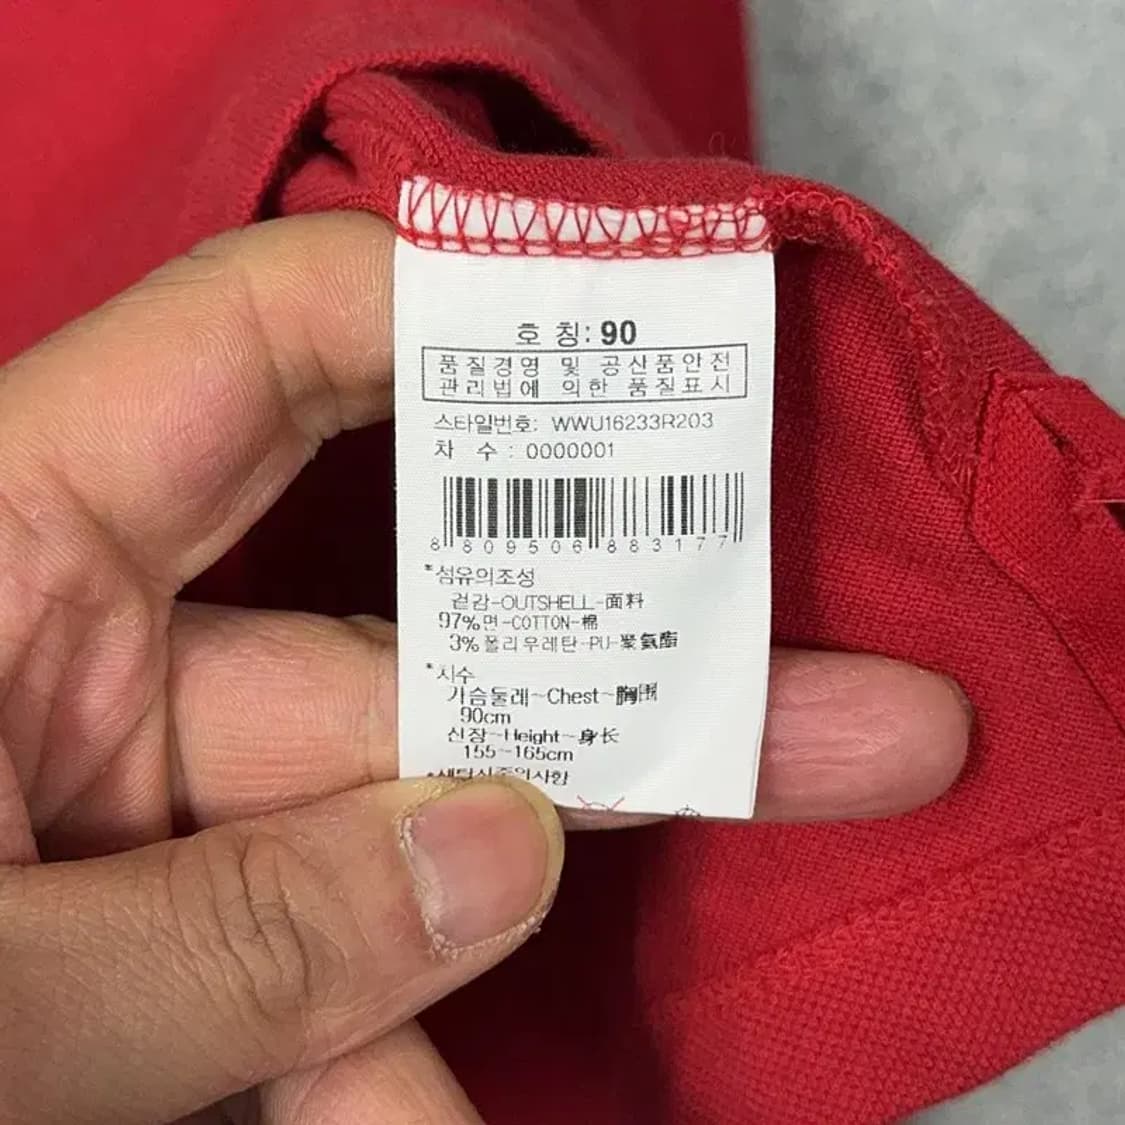 호 칭: 90
품질경영 및 공산품안전
관리법에 의한 품질표시
스타일번호: WWU16233R203
차 수 : 0000001
8 809506 883177
*섬유의조성
겉감-OUTSHELL-面料
97%면-COTTON-棉
3%폴리우레탄-PU-聚氨酯
*치수
가슴둘레~Chest~胸围
90cm
신장~Height~身长
155~165cm